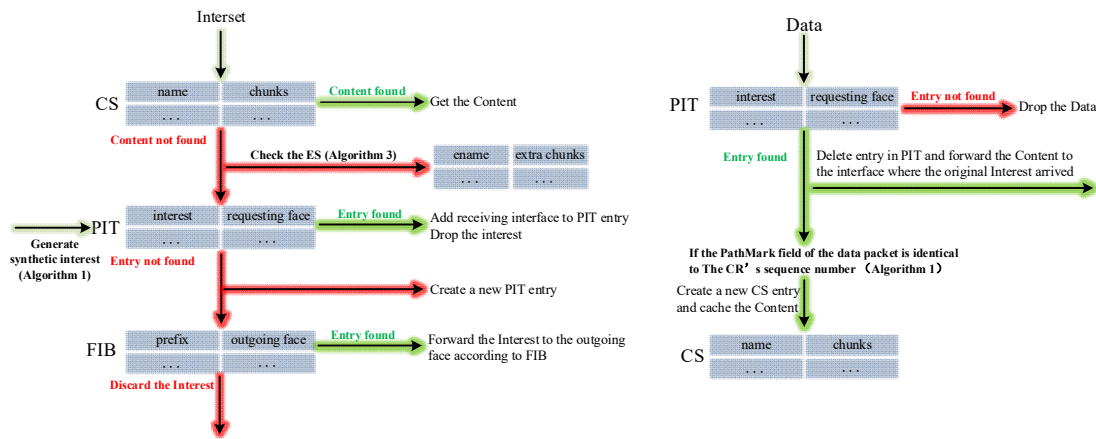 Interset
name chunks
CS
Content found
Get the Content
. . . . . .
Content not found
Check the ES (Algorithm 3)
ename extra chunks
. . . . . .
interest requesting face
PIT
Entry found
Add receiving interface to PIT entry
Drop the interest
. . . . . .
Generate
synthetic interest
(Algorithm 1)
Entry not found
Create a new PIT entry
prefix outgoing face
FIB
Entry found
Forward the Interest to the outgoing
face according to FIB
. . . . . .
Discard the Interest
Data
interest requesting face
PIT
Entry not found
Drop the Data
. . . . . .
Entry found
Delete entry in PIT and forward the Content to
the interface where the original Interest arrived
If the PathMark field of the data packet is identical
to The CR’s sequence number（Algorithm 1）
Create a new CS entry
and cache the Content
name chunks
CS
. . . . . .